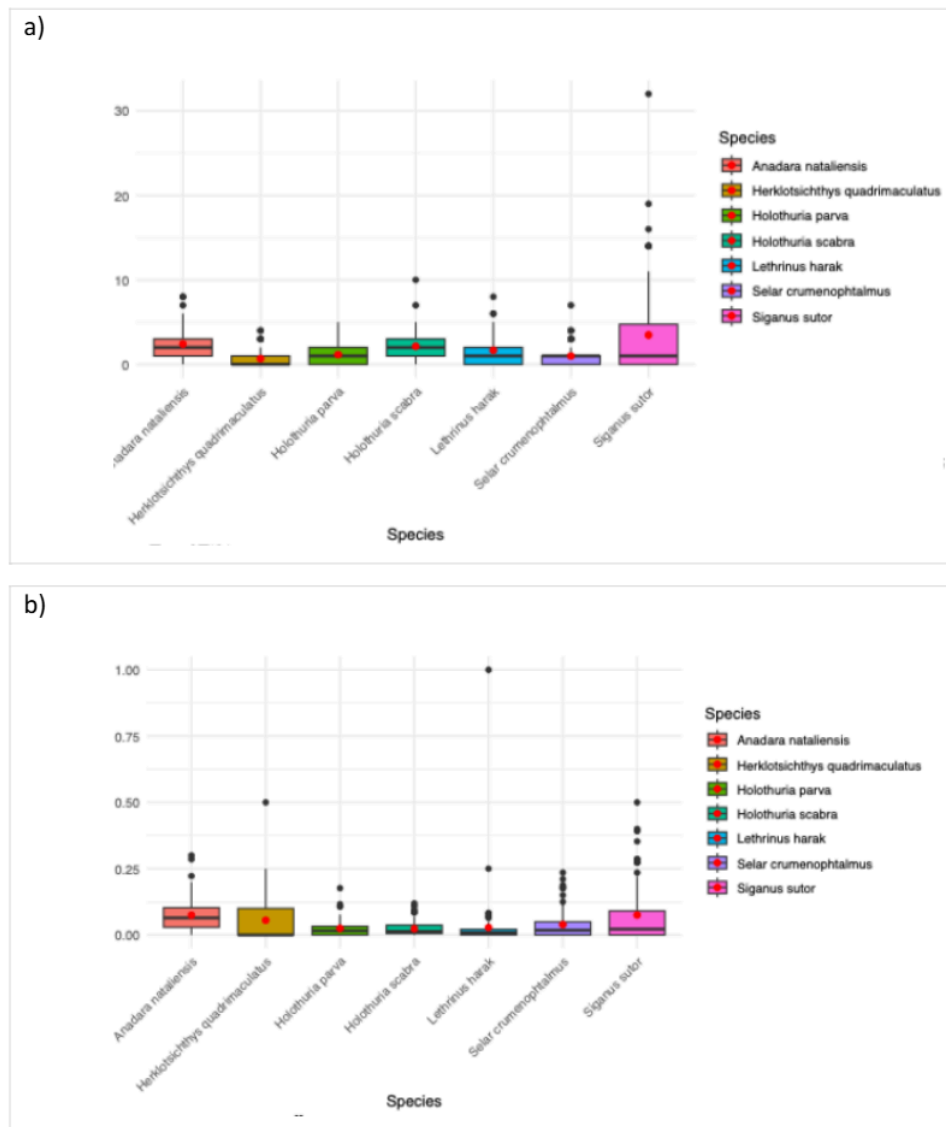 a)
30
20
10
0
nadara nataliensis
Herklotsichthys quadrimaculatus
Holothuria parva
Holothuria scabra
Lethrinus harak
Selar crumenophtalmus
Siganus sutor
Species
Species
Anadara nataliensis
Herklotsichthys quadrimaculatus
Holothuria parva
Holothuria scabra
Lethrinus harak
Selar crumenophtalmus
Siganus sutor
b)
1.00
0.75
0.50
0.25
0.00
Anadara nataliensis
Herklotsichthys quadrimaculatus
Holothuria parva
Holothuria scabra
Lethrinus harak
Selar crumenophtalmus
Siganus sutor
Species
Species
Anadara nataliensis
Herklotsichthys quadrimaculatus
Holothuria parva
Holothuria scabra
Lethrinus harak
Selar crumenophtalmus
Siganus sutor